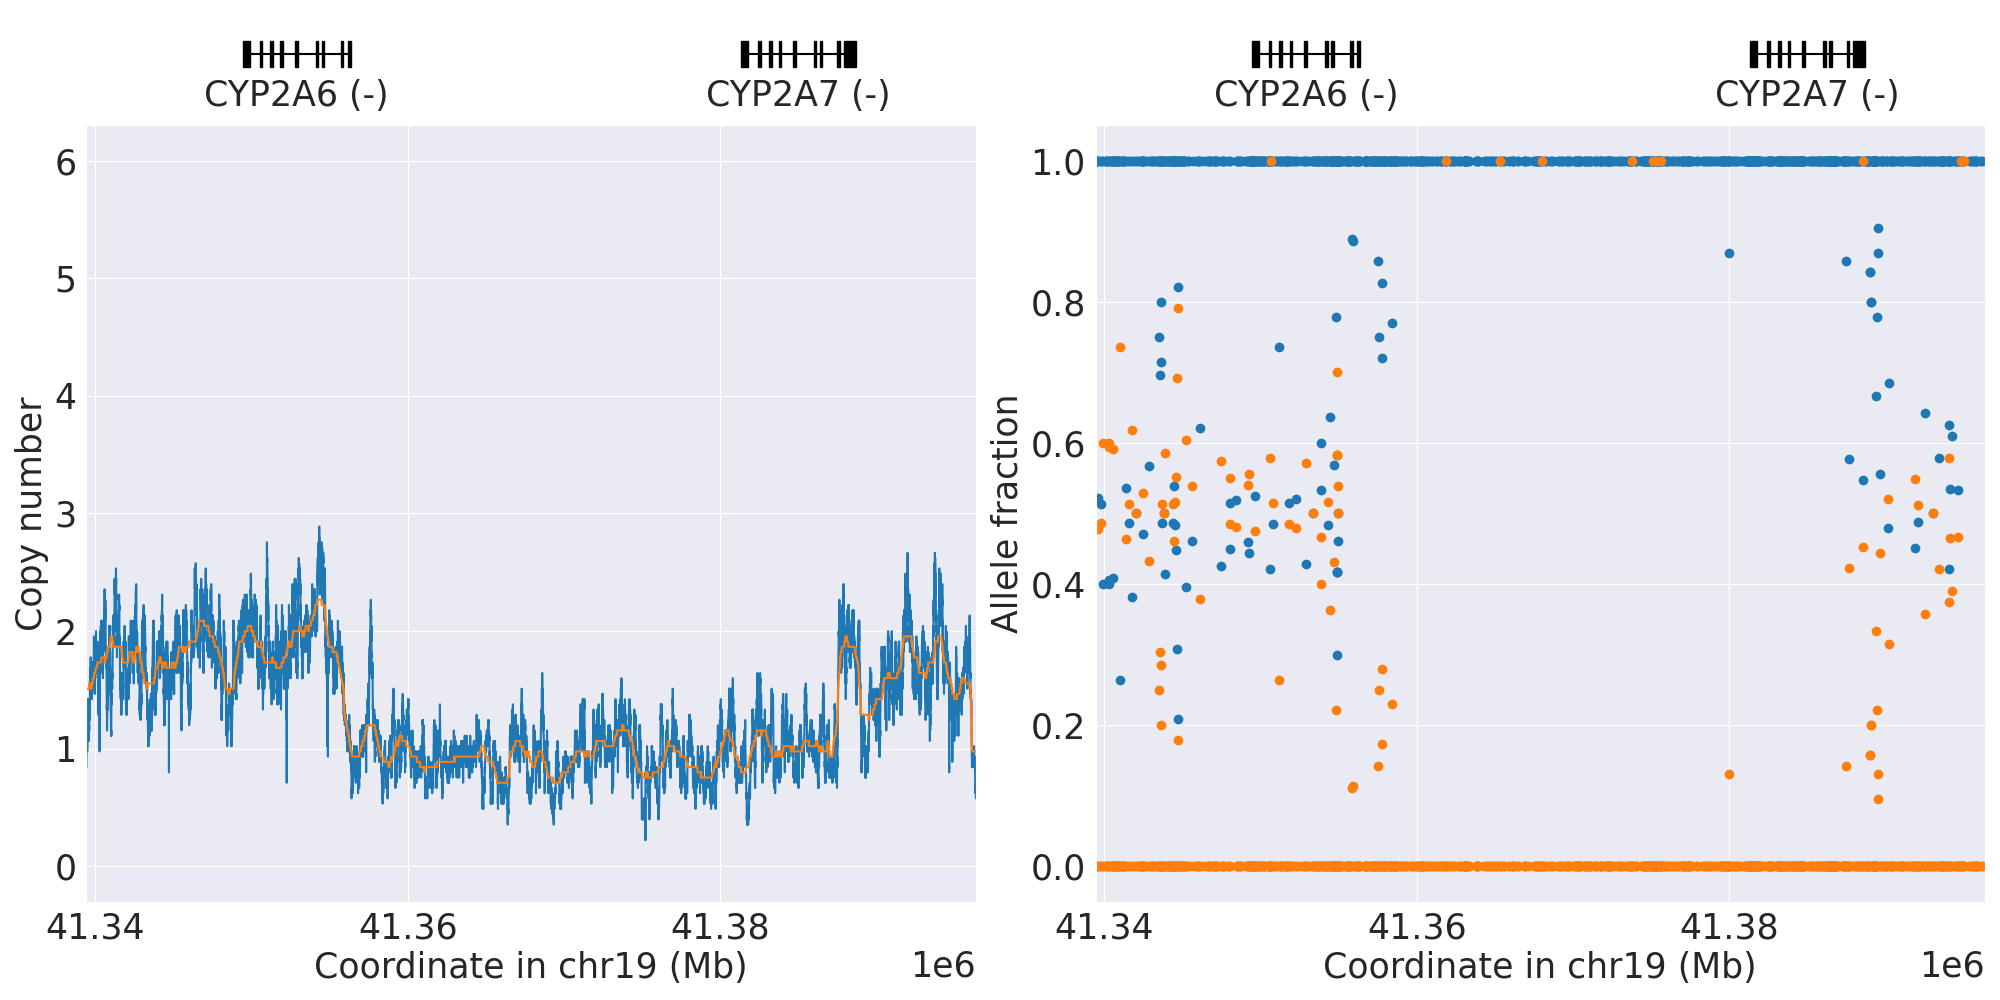 CYP2A6 (-)
CYP2A7 (-)
6
5
4
3
2
1
0
Copy number
41.34
41.36
41.38
Coordinate in chr19 (Mb)
1e6
CYP2A6 (-)
CYP2A7 (-)
1.0
0.8
0.6
0.4
0.2
0.0
Allele fraction
41.34
41.36
41.38
Coordinate in chr19 (Mb)
1e6